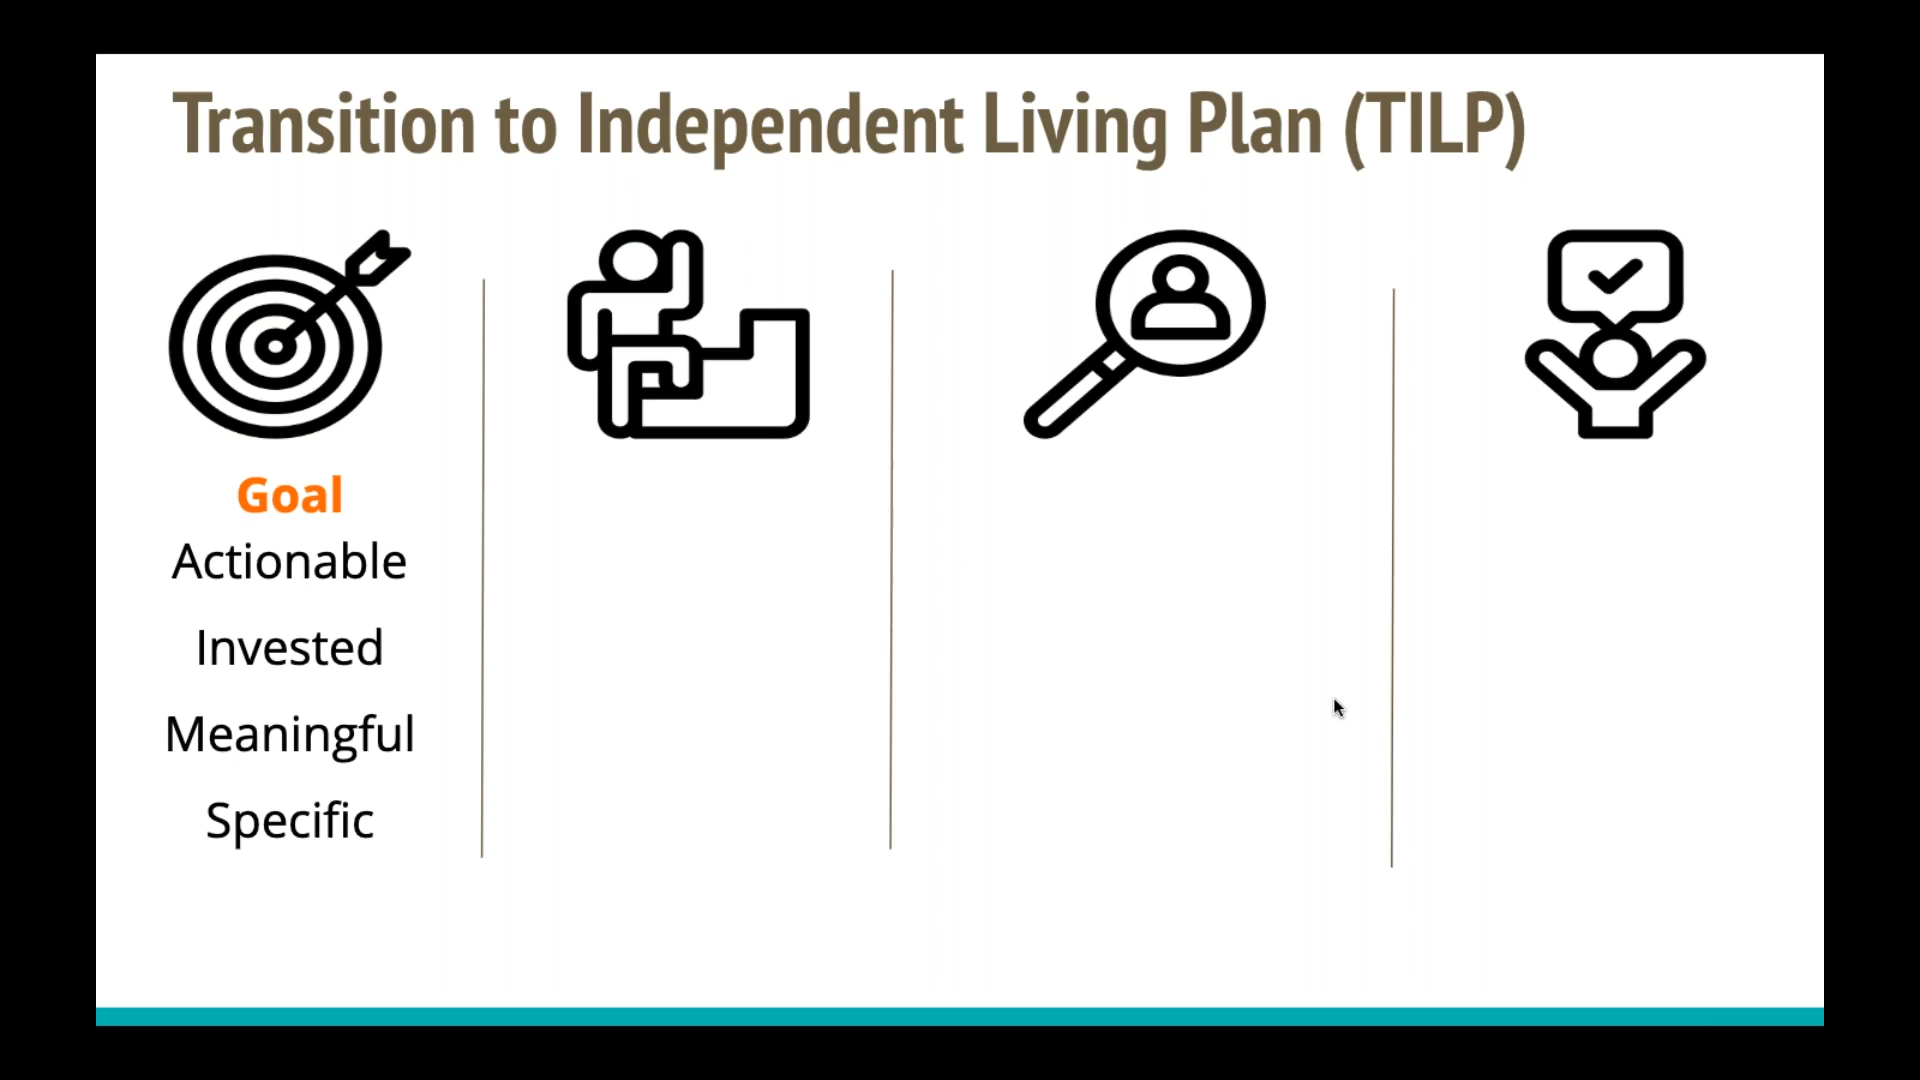 Transition to Independent Living Plan (TILP)
Goal
Actionable
Invested
Meaningful
Specific